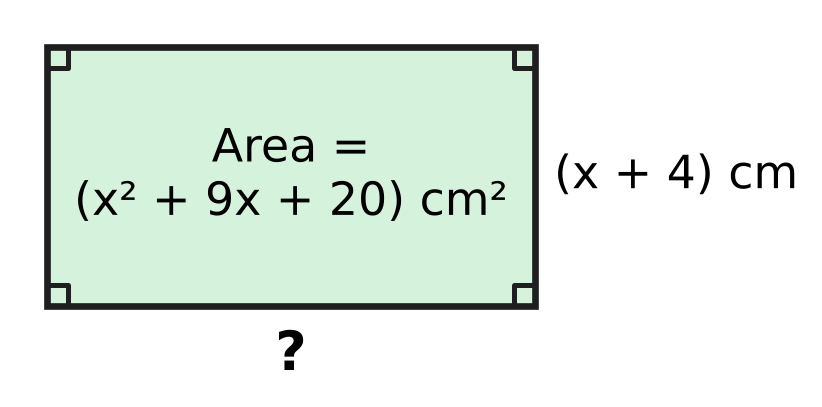 Area =
(x² + 9x + 20) cm²
(x + 4) cm
?